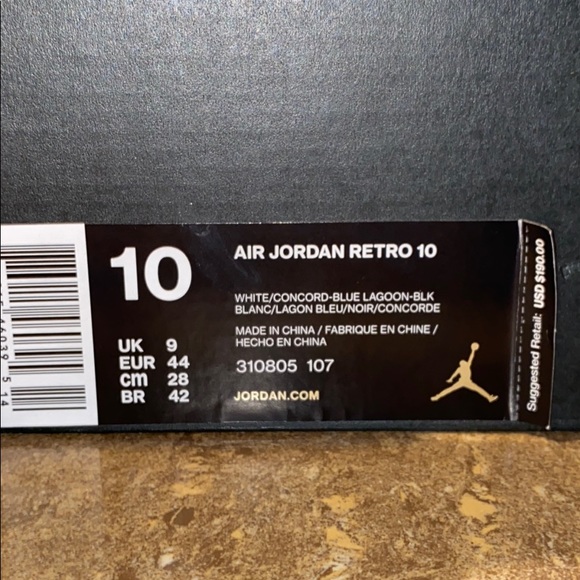 10
UK 9
EUR 44
cm 28
BR 42
AIR JORDAN RETRO 10
WHITE/CONCORD-BLUE LAGOON-BLK
BLANC/LAGON BLEU/NOIR/CONCORDE
MADE IN CHINA / FABRIQUE EN CHINE /
HECHO EN CHINA
310805 107
JORDAN.COM
Suggested Retail: USD $190.00